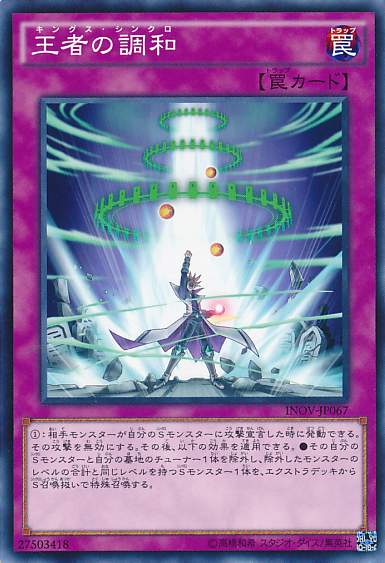 キングス・シンクロ
王者の調和
トラップ
罠
トラップ
【罠カード】
INOV-JP067
①:相手モンスターが自分のSモンスターに攻撃宣言した時に発動できる。
その攻撃を無効にする。その後、以下の効果を適用できる。●その自分の
Sモンスターと自分の墓地のチューナー1体を除外し、除外したモンスターの
レベルの合計と同じレベルを持つSモンスター1体を、エクストラデッキから
S召喚扱いで特殊召喚する。
27503418
©高橋和希 スタジオ・ダイス/集英社